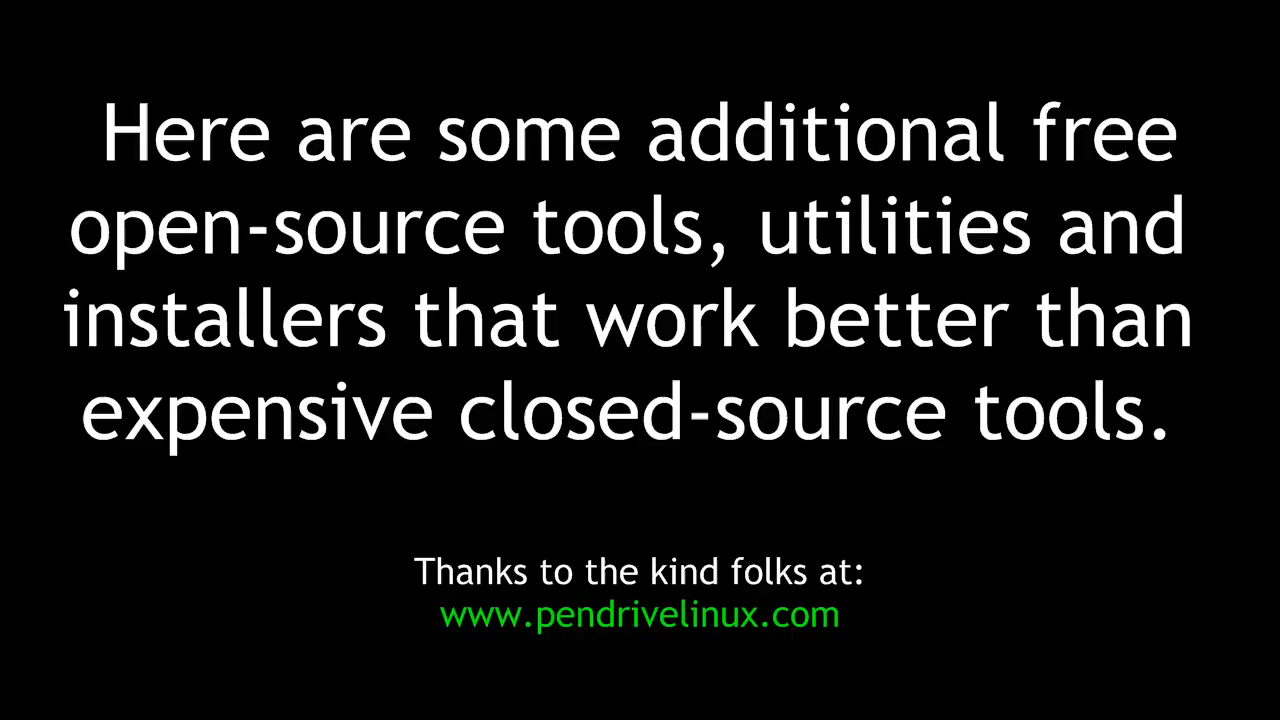 Here are some additional free
open-source tools, utilities and
installers that work better than
expensive closed-source tools.
Thanks to the kind folks at:
www.pendrivelinux.com